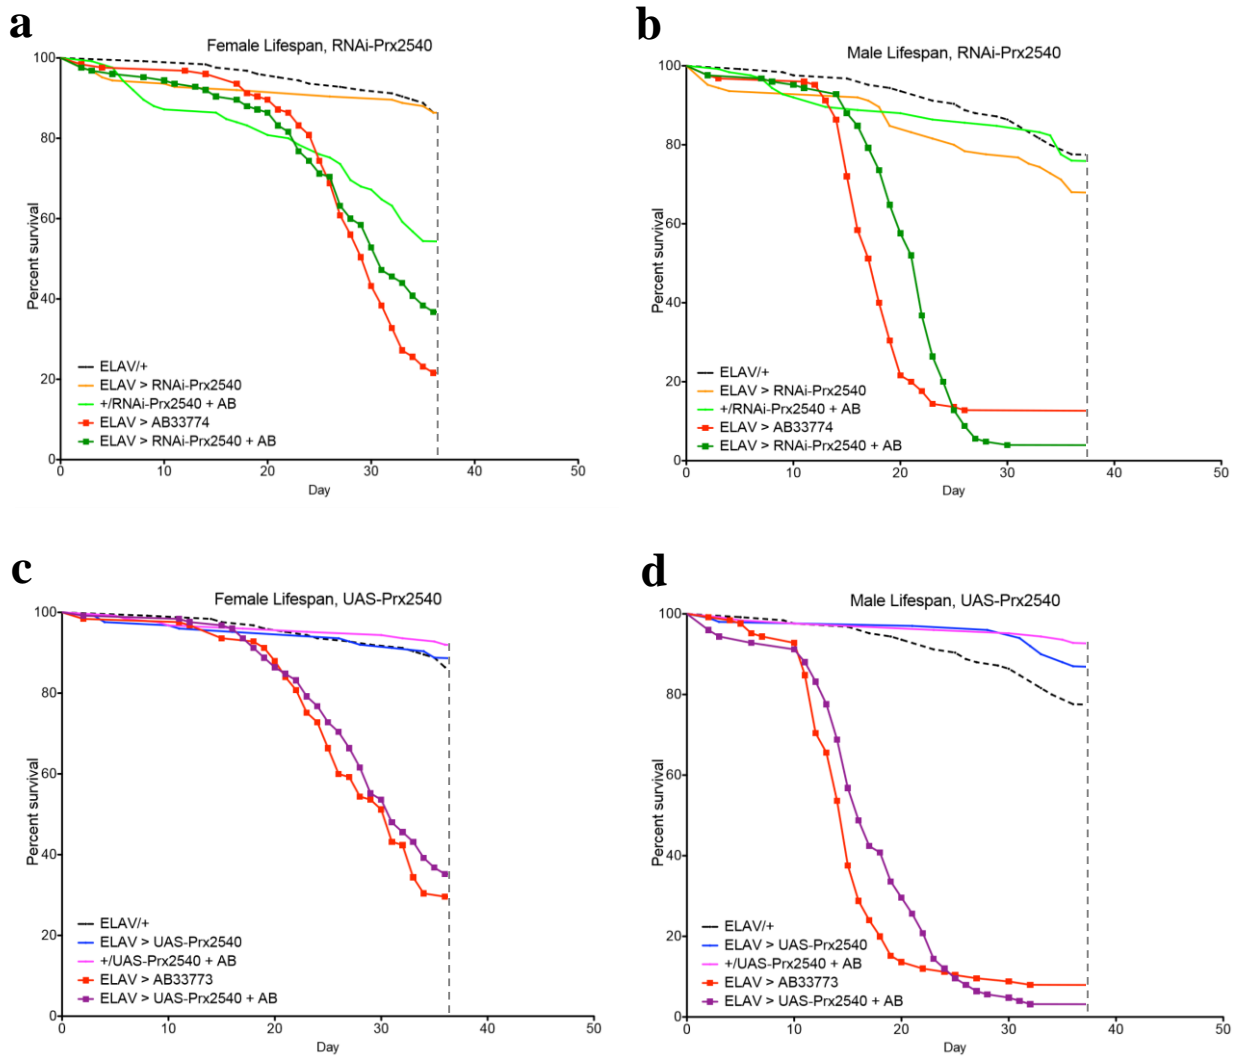 a
Female Lifespan, RNAi-Prx2540
Percent survival
100
80
60
40
20
0
ELAV/+
ELAV > RNAi-Prx2540
+/RNAi-Prx2540 + AB
ELAV > AB33774
ELAV > RNAi-Prx2540 + AB
0 10 20 30 40 50
Day
b
Male Lifespan, RNAi-Prx2540
Percent survival
100
80
60
40
20
0
ELAV/+
ELAV > RNAi-Prx2540
+/RNAi-Prx2540 + AB
ELAV > AB33774
ELAV > RNAi-Prx2540 + AB
0 10 20 30 40 50
Day
c
Female Lifespan, UAS-Prx2540
Percent survival
100
80
60
40
20
0
ELAV/+
ELAV > UAS-Prx2540
+/UAS-Prx2540 + AB
ELAV > AB33773
ELAV > UAS-Prx2540 + AB
0 10 20 30 40 50
Day
d
Male Lifespan, UAS-Prx2540
Percent survival
100
80
60
40
20
0
ELAV/+
ELAV > UAS-Prx2540
+/UAS-Prx2540 + AB
ELAV > AB33773
ELAV > UAS-Prx2540 + AB
0 10 20 30 40 50
Day